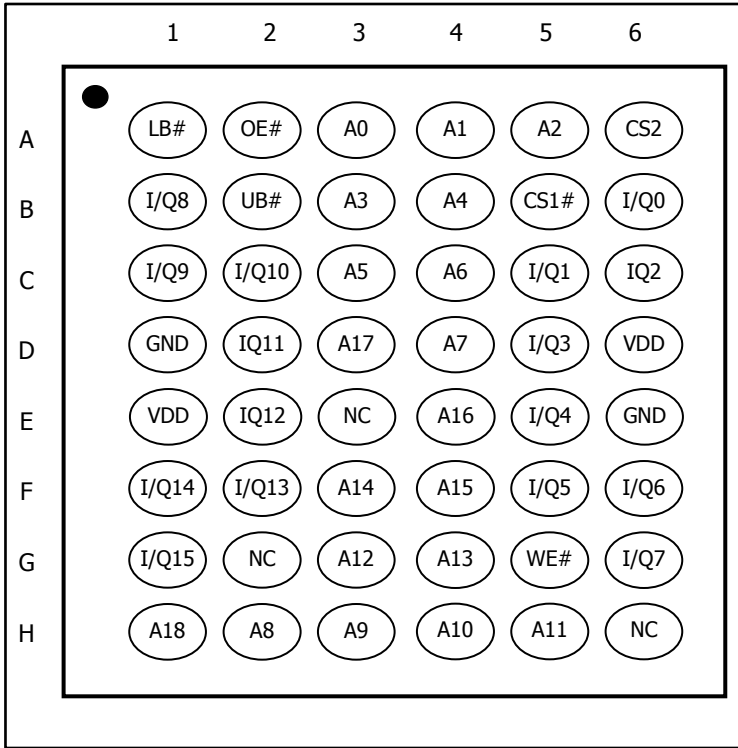 1 2 3 4 5 6
A LB# OE# A0 A1 A2 CS2
B I/Q8 UB# A3 A4 CS1# I/Q0
C I/Q9 I/Q10 A5 A6 I/Q1 IQ2
D GND IQ11 A17 A7 I/Q3 VDD
E VDD IQ12 NC A16 I/Q4 GND
F I/Q14 I/Q13 A14 A15 I/Q5 I/Q6
G I/Q15 NC A12 A13 WE# I/Q7
H A18 A8 A9 A10 A11 NC